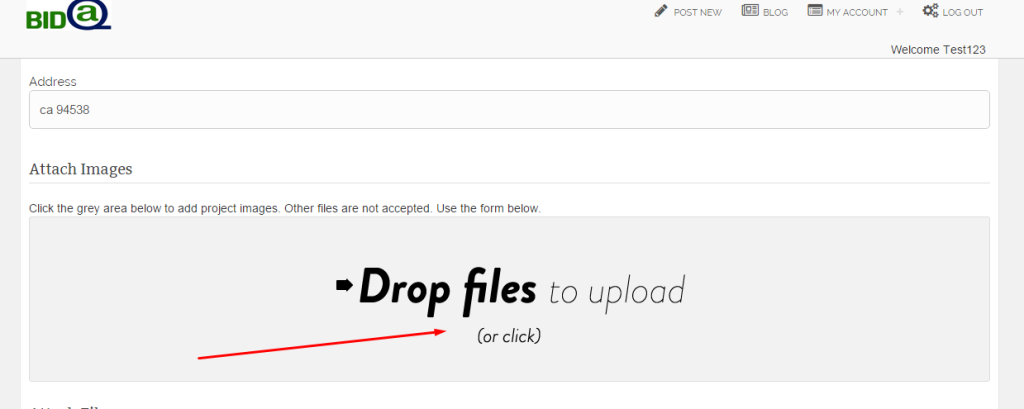 BID a
POST NEW BLOG MY ACCOUNT + LOG OUT
Welcome Test123
Address
ca 94538
Attach Images
Click the grey area below to add project images. Other files are not accepted. Use the form below.
Drop files to upload
(or click)